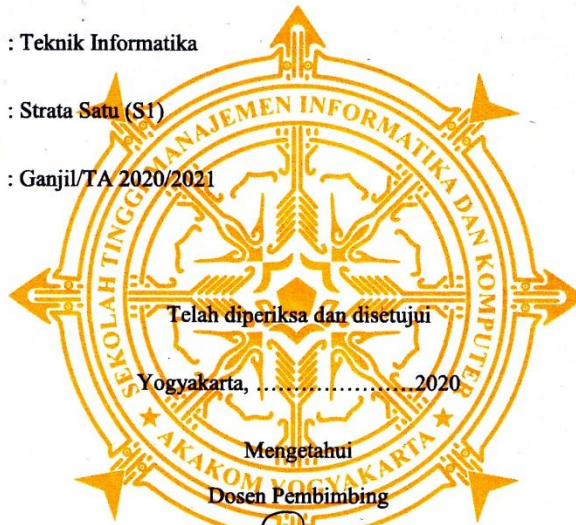 : Teknik Informatika
: Strata Satu (S1)
: Ganjil/TA 2020/2021
SEKOLAH TINGGI MANAJEMEN INFORMATIKA DAN KOMPUTER
Telah diperiksa dan disetujui
Yogyakarta, ......................2020
Mengetahui
AKAKOM YOGYAKARTA
Dosen Pembimbing